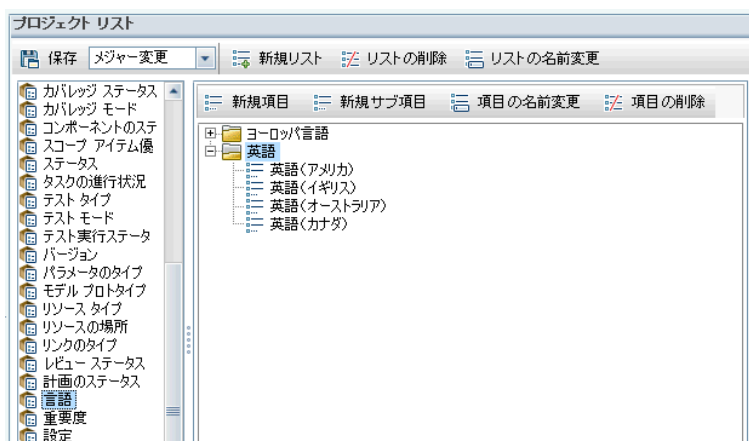 プロジェクト リスト
保存 メジャー変更 新規リスト リストの削除 リストの名前変更
カバレッジ ステータス
カバレッジ モード
コンポーネントのステ
スコープ アイテム優
ステータス
タスクの進行状況
テスト タイプ
テスト モード
テスト実行ステータ
バージョン
パラメータのタイプ
モデル プロトタイプ
リソース タイプ
リソースの場所
リンクのタイプ
レビュー ステータス
計画のステータス
言語
重要度
設定
新規項目 新規サブ項目 項目の名前変更 項目の削除
ヨーロッパ言語
英語
英語(アメリカ)
英語(イギリス)
英語(オーストラリア)
英語(カナダ)